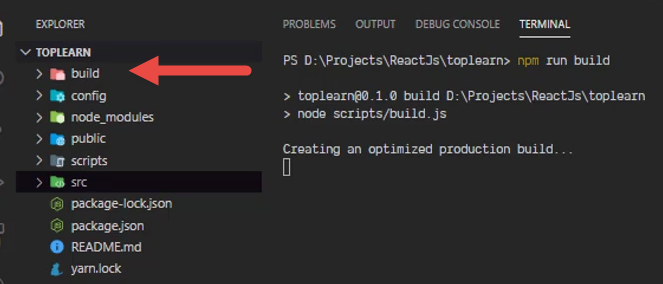 EXPLORER
TOPLEARN
build
config
node_modules
public
scripts
src
package-lock.json
package.json
README.md
yarn.lock
PROBLEMS OUTPUT DEBUG CONSOLE TERMINAL
PS D:\Projects\ReactJs\toplearn> npm run build
> toplearn@0.1.0 build D:\Projects\ReactJs\toplearn
> node scripts/build.js
Creating an optimized production build...